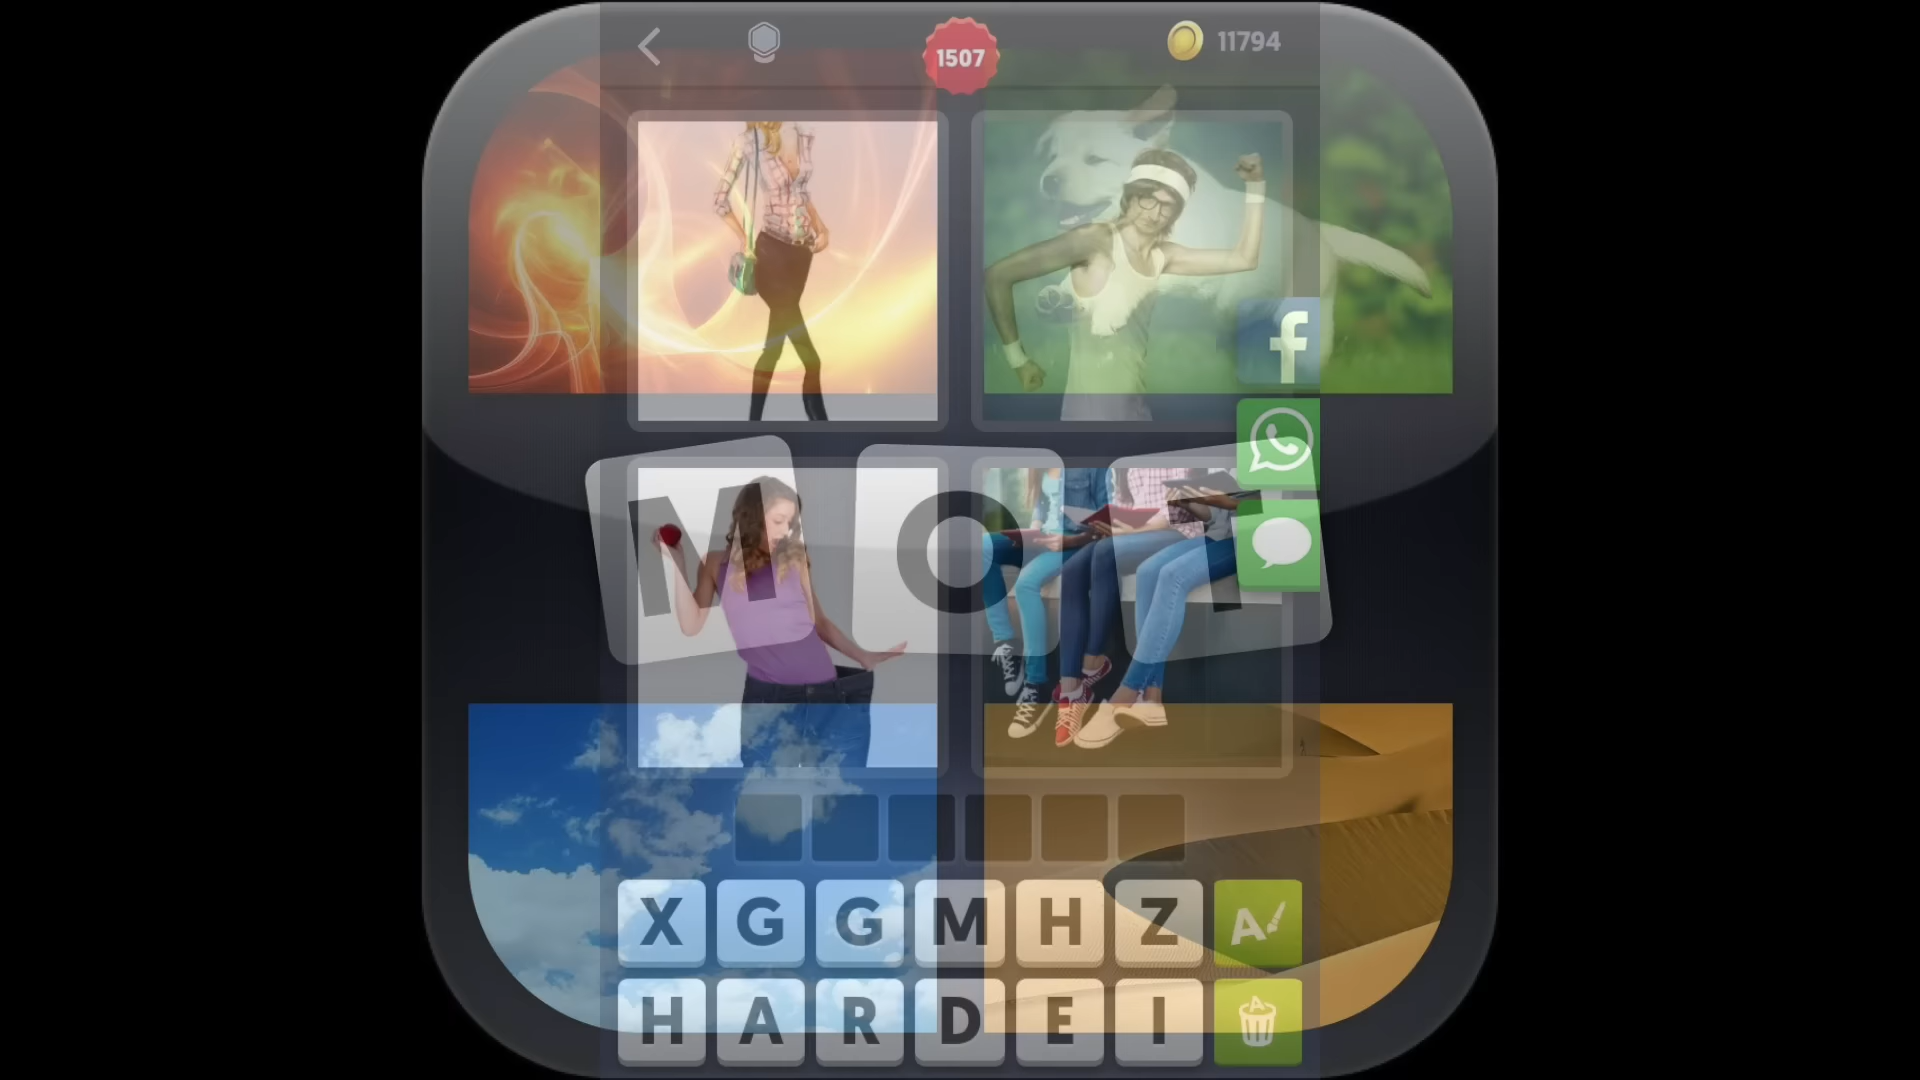 1507
11794
f
M O T
X G G M H Z A
H A R D E I A